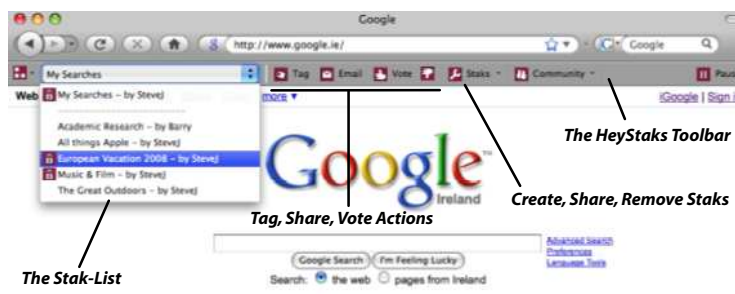 Google
http://www.google.ie/
Google
My Searches
Tag
Email
Vote
Staks
Community
Paus
Web
more
iGoogle | Sign i
My Searches – by SteveJ
Academic Research – by Barry
All things Apple – by SteveJ
European Vacation 2008 – by SteveJ
Music & Film – by SteveJ
The Great Outdoors – by SteveJ
The HeyStaks Toolbar
Google™
Ireland
Create, Share, Remove Staks
Tag, Share, Vote Actions
Advanced Search
Preferences
Language Tools
Google Search
I'm Feeling Lucky
The Stak-List
Search: the web pages from Ireland